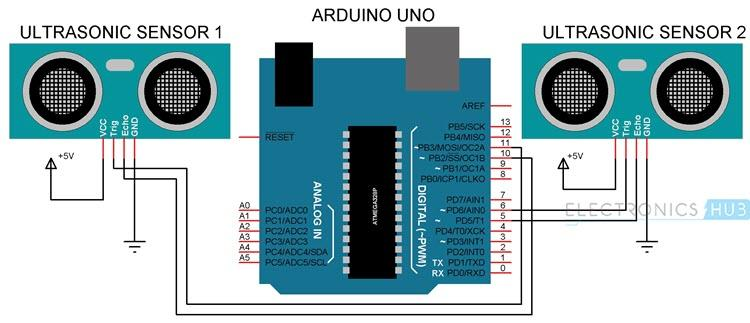 ARDUINO UNO
ULTRASONIC SENSOR 1
ULTRASONIC SENSOR 2
VCC
Trig
Echo
GND
+5V
VCC
Trig
Echo
GND
+5V
RESET
AREF
PB5/SCK 13
PB4/MISO 12
~ PB3/MOSI/OC2A 11
~ PB2/SS/OC1B 10
~ PB1/OC1A 9
PB0/ICP1/CLKO 8
PD7/AIN1 7
~ PD6/AIN0 6
~ PD5/T1 5
PD4/T0/XCK 4
~ PD3/INT1 3
PD2/INT0 2
TX PD1/TXD 1
RX PD0/RXD 0
A0 PC0/ADC0
A1 PC1/ADC1
A2 PC2/ADC2
A3 PC3/ADC3
A4 PC4/ADC4/SDA
A5 PC5/ADC5/SCL
ANALOG IN
ATMEGA328P
DIGITAL (~PWM)
ELECTRONICS HUB